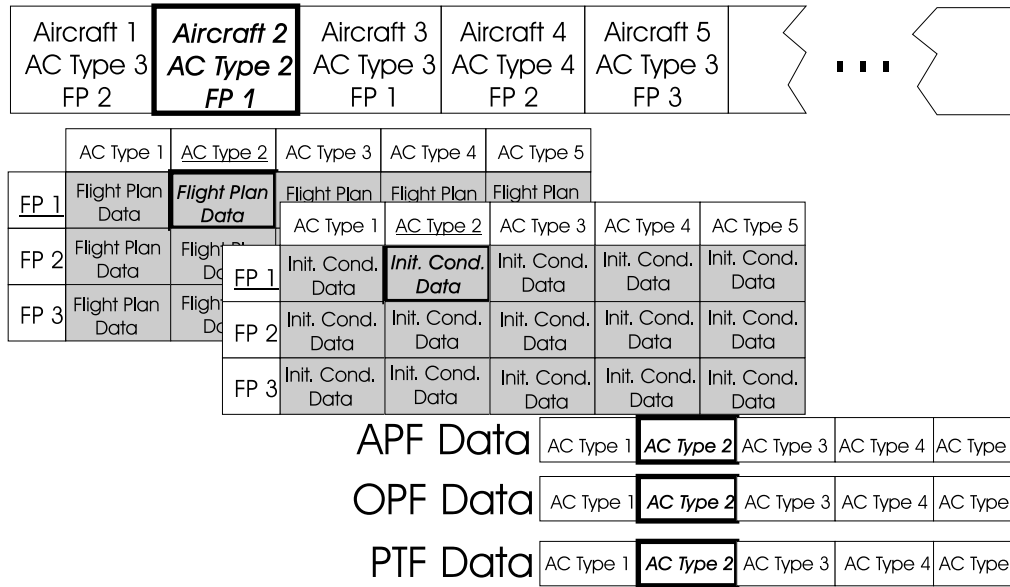 Aircraft 1 Aircraft 2 Aircraft 3 Aircraft 4 Aircraft 5
AC Type 3 AC Type 2 AC Type 3 AC Type 4 AC Type 3
FP 2 FP 1 FP 1 FP 2 FP 3
...
AC Type 1 AC Type 2 AC Type 3 AC Type 4 AC Type 5
FP 1 Flight Plan Flight Plan Flight Plan Flight Plan Flight Plan
Data Data
FP 2 Flight Plan Flight
Data
FP 3 Flight Plan Flight
Data
AC Type 1 AC Type 2 AC Type 3 AC Type 4 AC Type 5
FP 1 Init. Cond. Init. Cond. Init. Cond. Init. Cond. Init. Cond.
Data Data Data Data Data
FP 2 Init. Cond. Init. Cond. Init. Cond. Init. Cond. Init. Cond.
Data Data Data Data Data
FP 3 Init. Cond. Init. Cond. Init. Cond. Init. Cond. Init. Cond.
Data Data Data Data Data
APF Data AC Type 1 AC Type 2 AC Type 3 AC Type 4 AC Type
OPF Data AC Type 1 AC Type 2 AC Type 3 AC Type 4 AC Type
PTF Data AC Type 1 AC Type 2 AC Type 3 AC Type 4 AC Type